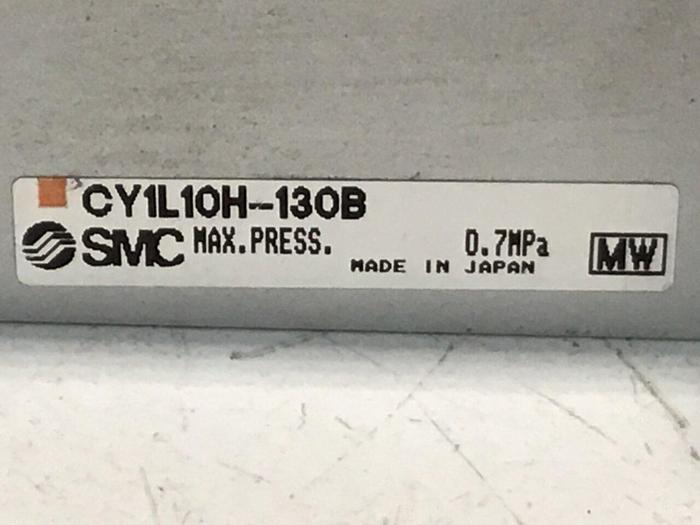 CY1L10H-130B
SMC MAX.PRESS. 0.7MPa
MADE IN JAPAN
MW